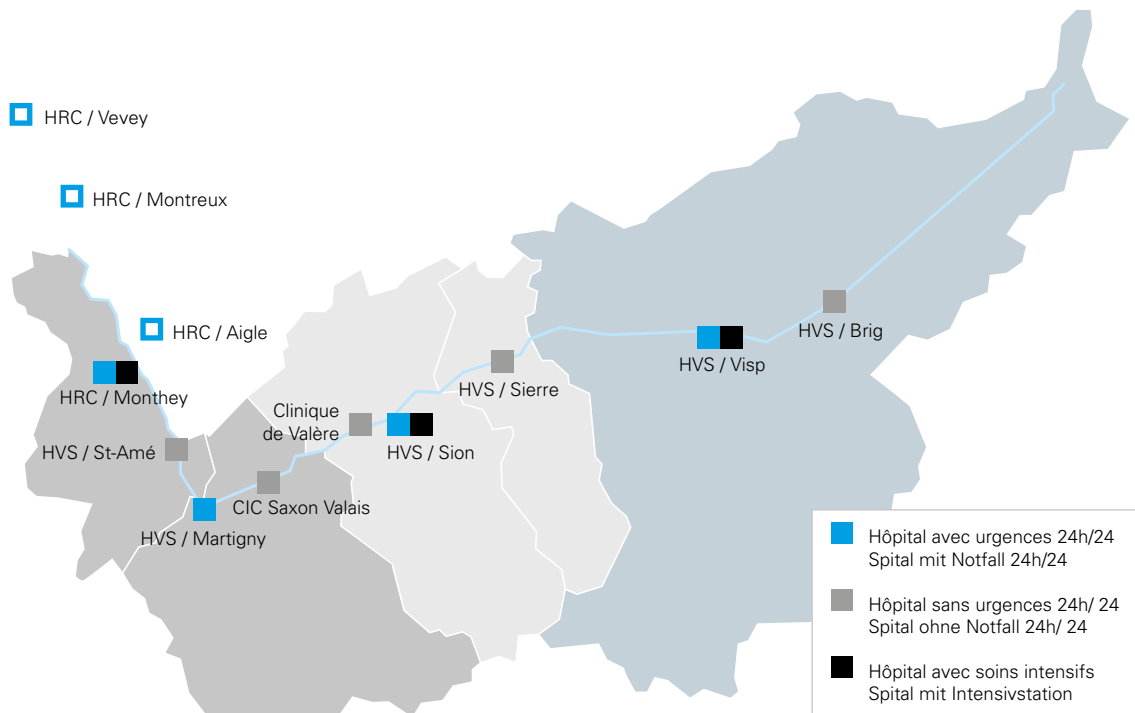 HRC / Vevey
HRC / Montreux
HRC / Aigle
HVS / Brig
HVS / Visp
HVS / Sierre
HRC / Monthey
Clinique
de Valère
HVS / St-Amé
HVS / Sion
CIC Saxon Valais
HVS / Martigny
Hôpital avec urgences 24h/24
Spital mit Notfall 24h/24
Hôpital sans urgences 24h/ 24
Spital ohne Notfall 24h/ 24
Hôpital avec soins intensifs
Spital mit Intensivstation